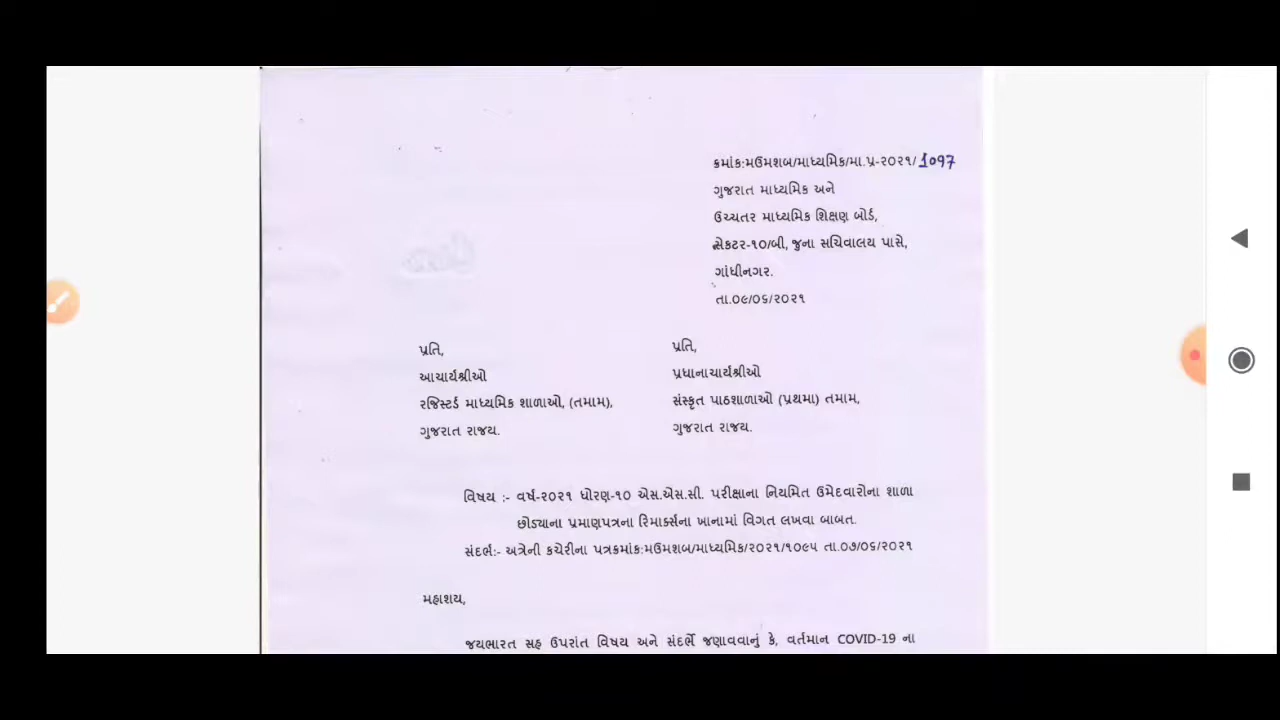 ક્રમાંક:મઉમશબ/માધ્યમિક/મા.પ્ર-૨૦૨૧/1097
ગુજરાત માધ્યમિક અને
ઉચ્ચતર માધ્યમિક શિક્ષણ બોર્ડ,
સેકટર-૧૦/બી, જુના સચિવાલય પાસે,
ગાંધીનગર.
તા.૦૯/૦૬/૨૦૨૧
પ્રતિ,
આચાર્યશ્રીઓ
રજિસ્ટર્ડ માધ્યમિક શાળાઓ, (તમામ),
ગુજરાત રાજય.
પ્રતિ,
પ્રધાનાચાર્યશ્રીઓ
સંસ્કૃત પાઠશાળાઓ (પ્રથમા) તમામ,
ગુજરાત રાજય.
વિષય :- વર્ષ-૨૦૨૧ ધોરણ-૧૦ એસ.એસ.સી. પરીક્ષાના નિયમિત ઉમેદવારોના શાળા
છોડ્યાના પ્રમાણપત્રના રિમાર્ક્સના ખાનામાં વિગત લખવા બાબત.
સંદર્ભ:- અત્રેની કચેરીના પત્રક્રમાંક:મઉમશબ/માધ્યમિક/૨૦૨૧/૧૦૯૫ તા.૦૭/૦૬/૨૦૨૧
મહાશય,
જયભારત સહ ઉપરાંત વિષય અને સંદર્ભે જણાવવાનું કે, વર્તમાન COVID-19 ના